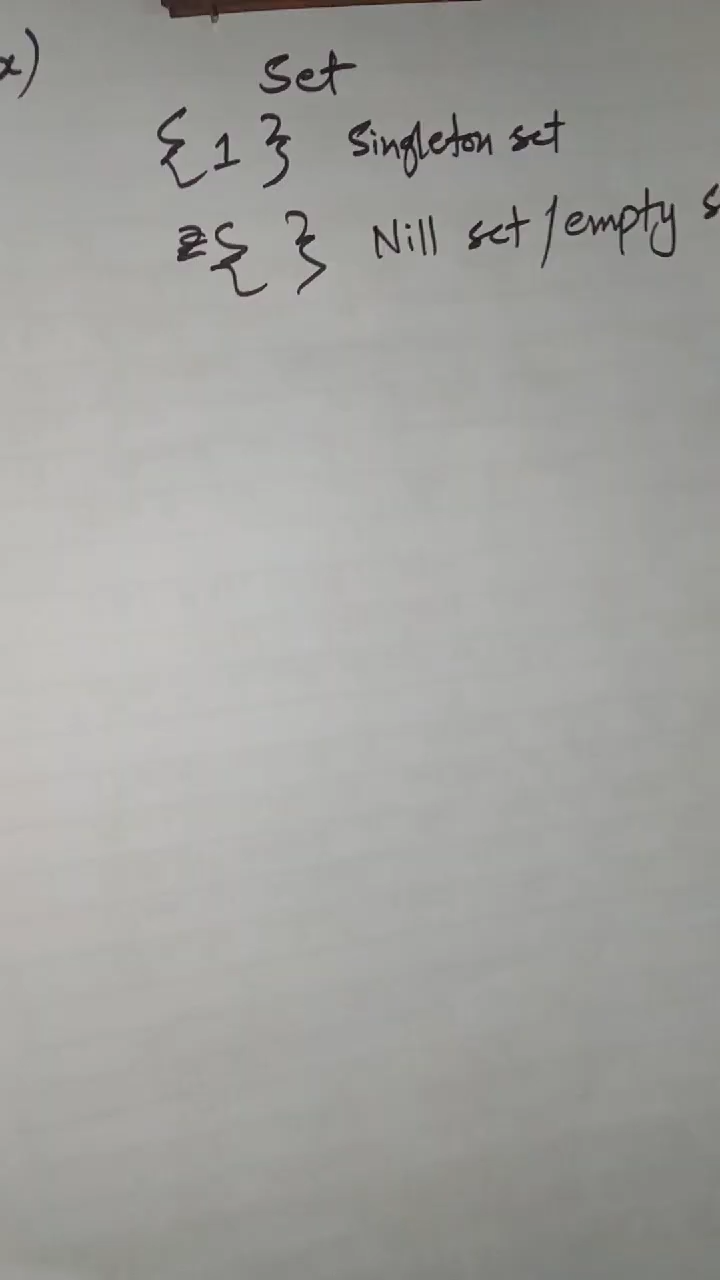 x)
Set
{1} Singleton set
{ } Nill set/empty s